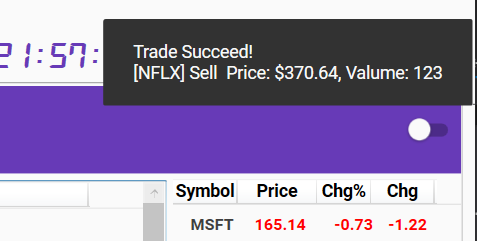 Trade Succeed!
21:57:
[NFLX] Sell Price: $370.64, Valume: 123
Symbol Price Chg% Chg
MSFT 165.14 -0.73 -1.22